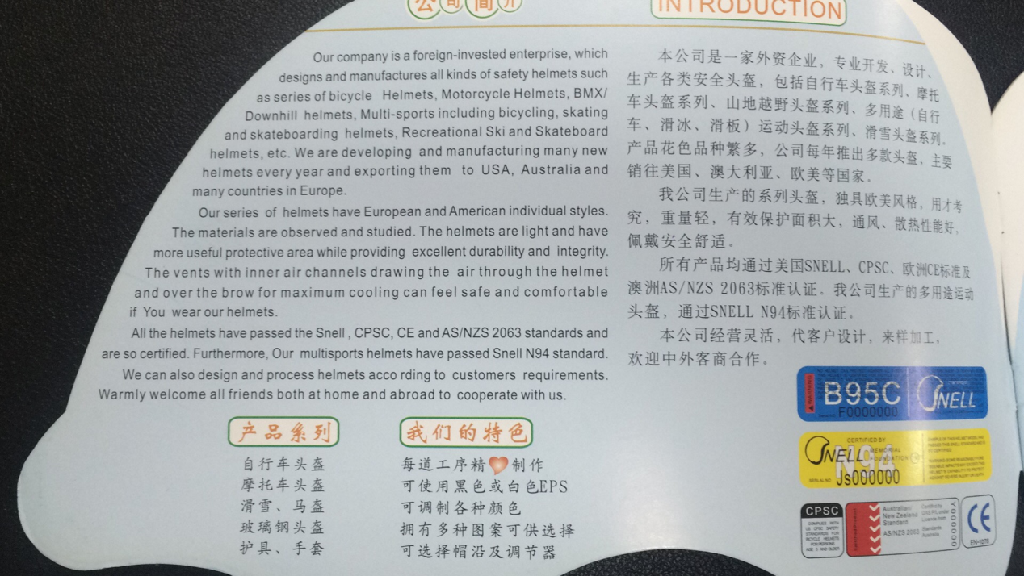 公司简介
INTRODUCTION
Our company is a foreign-invested enterprise, which
designs and manufactures all kinds of safety helmets such
as series of bicycle Helmets, Motorcycle Helmets, BMX/
Downhill helmets, Multi-sports including bicycling, skating
and skateboarding helmets, Recreational Ski and Skateboard
helmets, etc. We are developing and manufacturing many new
helmets every year and exporting them to USA, Australia and
many countries in Europe.
Our series of helmets have European and American individual styles.
The materials are observed and studied. The helmets are light and have
more useful protective area while providing excellent durability and integrity.
The vents with inner air channels drawing the air through the helmet
and over the brow for maximum cooling can feel safe and comfortable
if You wear our helmets.
All the helmets have passed the Snell , CPSC, CE and AS/NZS 2063 standards and
are so certified. Furthermore, Our multisports helmets have passed Snell N94 standard.
We can also design and process helmets according to customers requirements.
Warmly welcome all friends both at home and abroad to cooperate with us.
本公司是一家外资企业，专业开发、设计、
生产各类安全头盔，包括自行车头盔系列、摩托
车头盔系列、山地越野头盔系列、多用途（自行
车、滑冰、滑板）运动头盔系列、滑雪头盔系列。
产品花色品种繁多，公司每年推出多款头盔，主要
销往美国、澳大利亚、欧美等国家。
我公司生产的系列头盔，独具欧美风格，用才考
究，重量轻，有效保护面积大，通风、散热性能好，
佩戴安全舒适。
所有产品均通过美国SNELL、CPSC、欧洲CE标准及
澳洲AS/NZS 2063标准认证。我公司生产的多用途运动
头盔，通过SNELL N94标准认证。
本公司经营灵活，代客户设计，来样加工，
欢迎中外客商合作。
产品系列
自行车头盔
摩托车头盔
滑雪、马盔
玻璃钢头盔
护具、手套
我们的特色
每道工序精制作
可使用黑色或白色EPS
可调制各种颜色
拥有多种图案可供选择
可选择帽沿及调节器
B95C
F0000000
SNELL
CERTIFIED BY
SNELL
N94
Js000000
CPSC
Australian/
New Zealand
Standard
AS/NZS 2063
CE